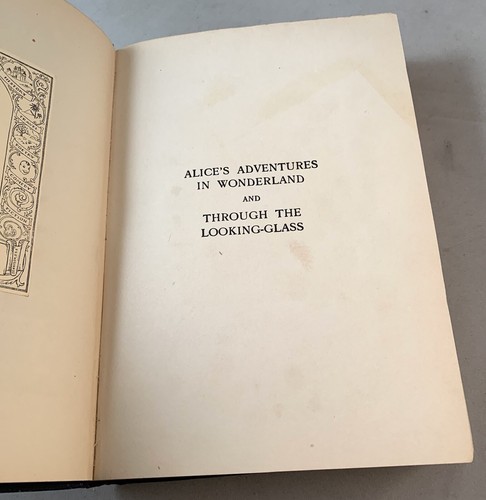 ALICE'S ADVENTURES
IN WONDERLAND
AND
THROUGH THE
LOOKING-GLASS